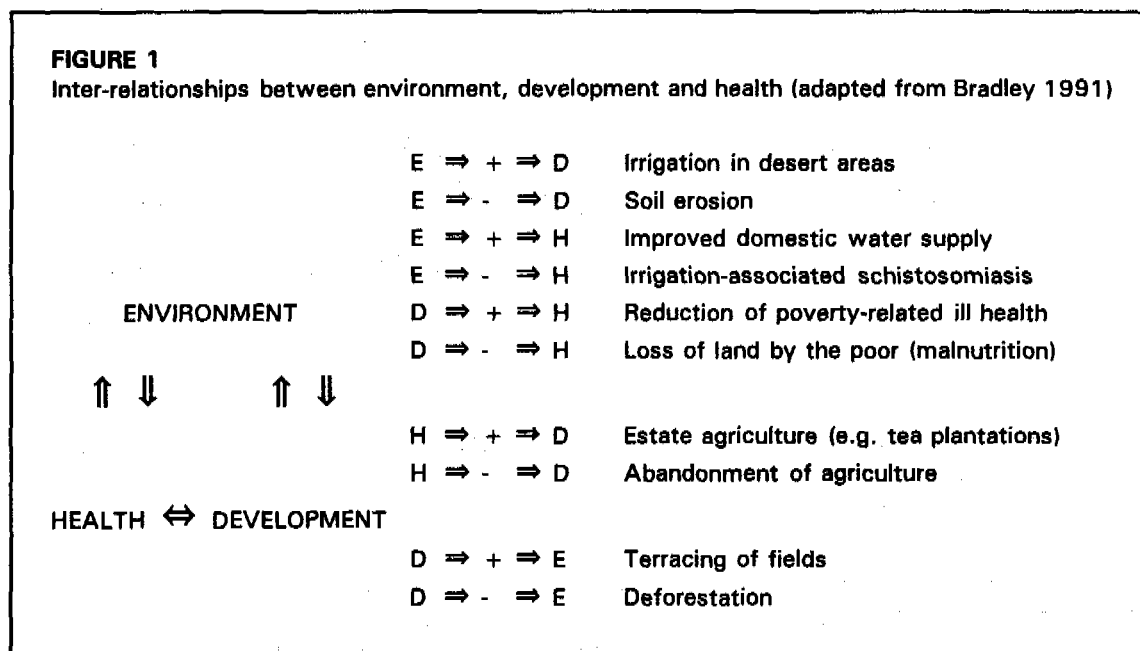 FIGURE 1
Inter-relationships between environment, development and health (adapted from Bradley 1991)
E ⇒ + ⇒ D Irrigation in desert areas
E ⇒ - ⇒ D Soil erosion
E ⇒ + ⇒ H Improved domestic water supply
E ⇒ - ⇒ H Irrigation-associated schistosomiasis
ENVIRONMENT D ⇒ + ⇒ H Reduction of poverty-related ill health
D ⇒ - ⇒ H Loss of land by the poor (malnutrition)
⇑ ⇓ ⇑ ⇓
H ⇒ + ⇒ D Estate agriculture (e.g. tea plantations)
H ⇒ - ⇒ D Abandonment of agriculture
HEALTH ⇔ DEVELOPMENT
D ⇒ + ⇒ E Terracing of fields
D ⇒ - ⇒ E Deforestation